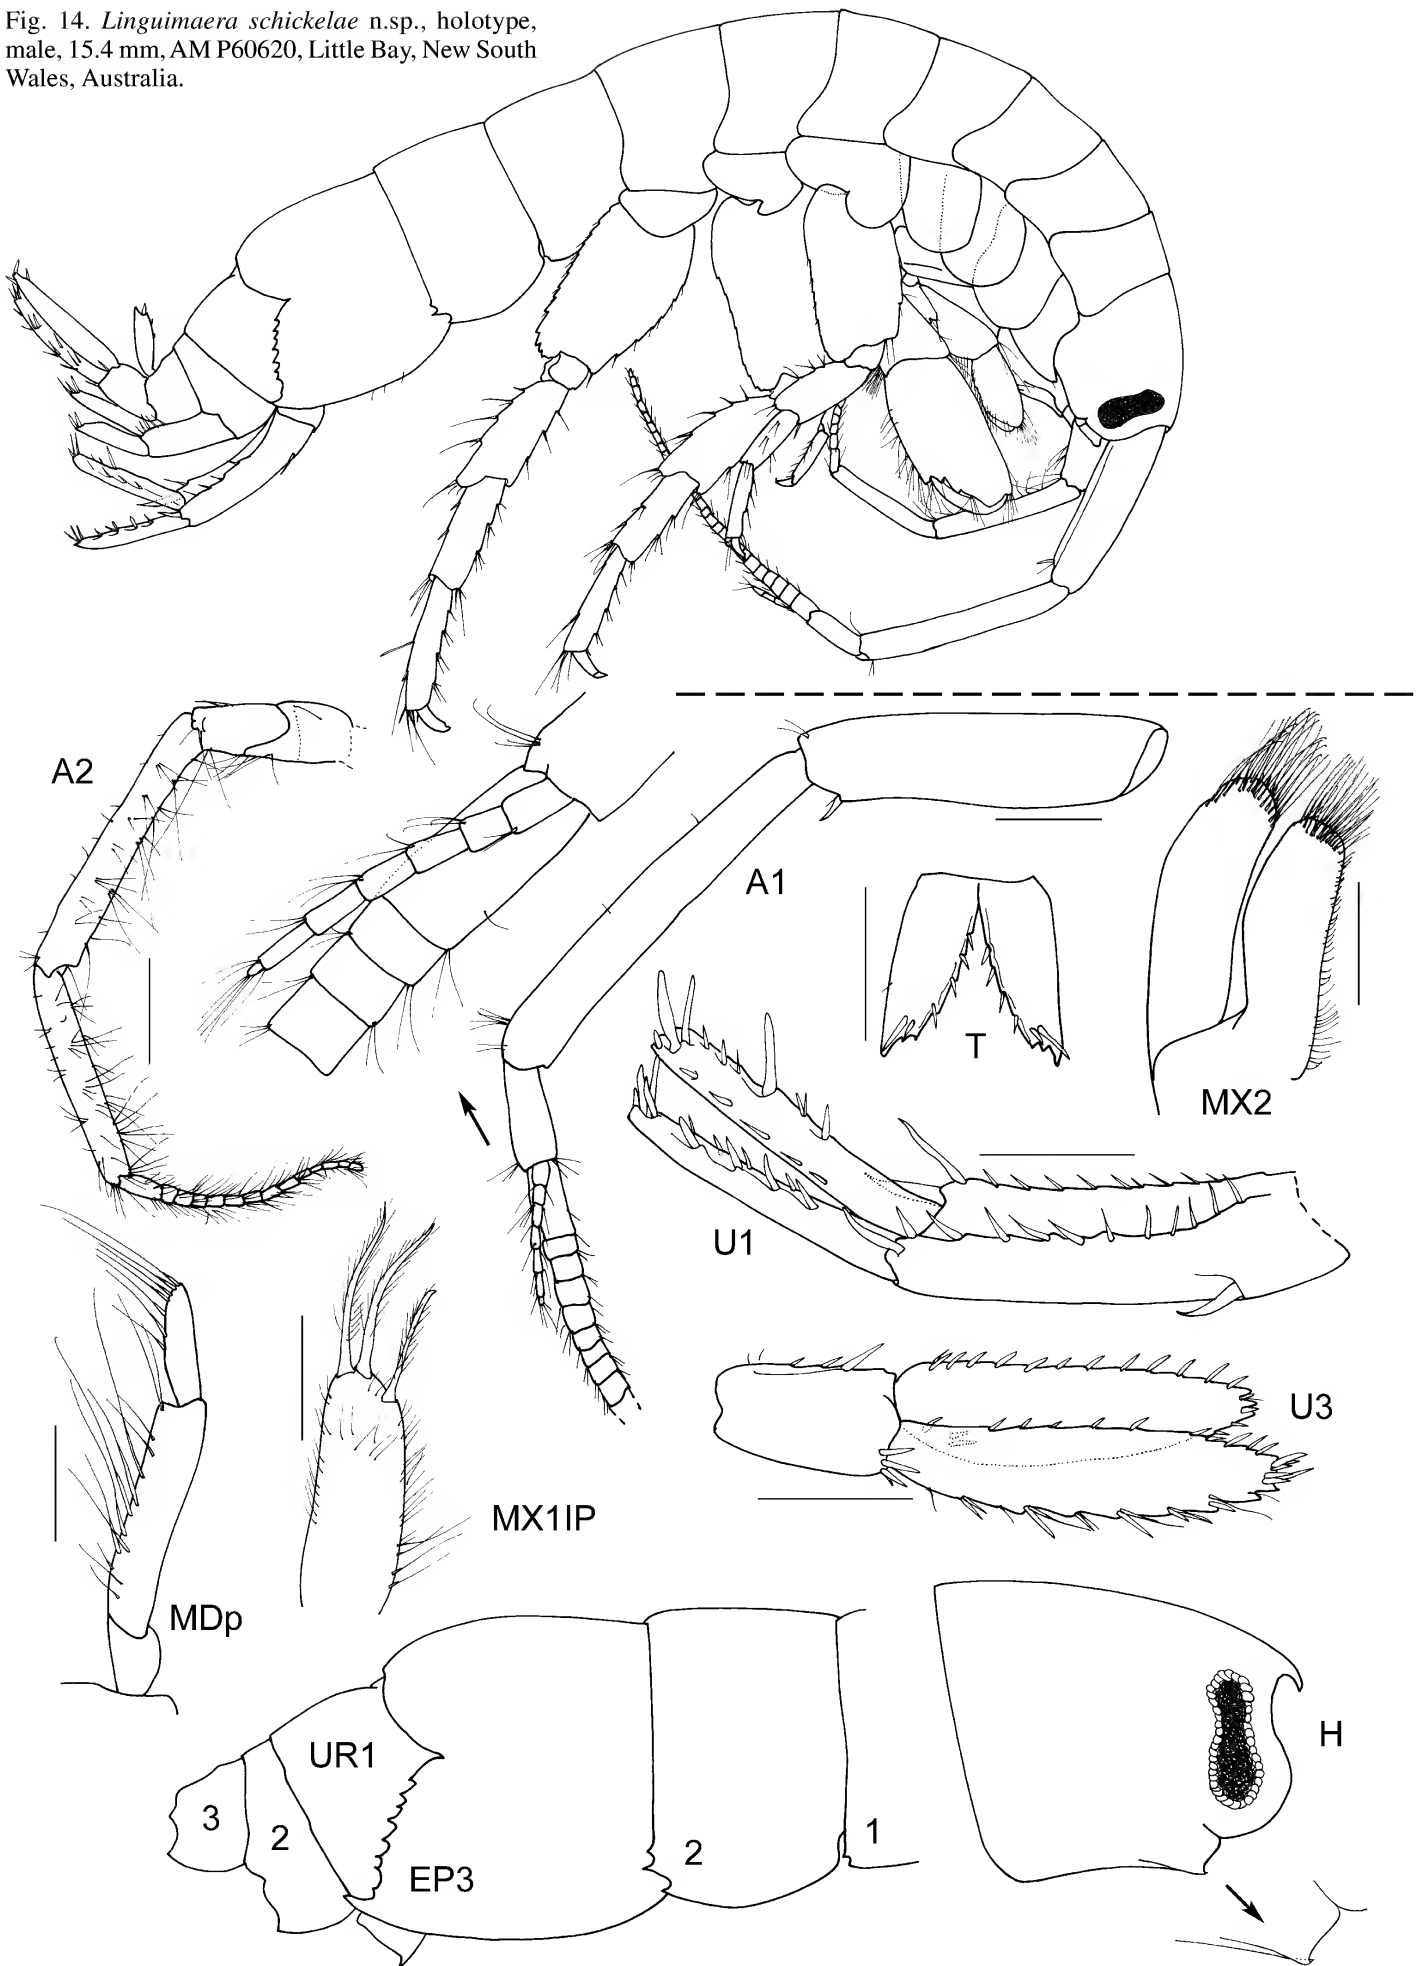 Fig. 14. Linguimaera schickelae n.sp., holotype,
male, 15.4 mm, AM P60620, Little Bay, New South
Wales, Australia.
A2
A1
T
MX2
U1
U3
MX1IP
MDp
UR1
H
3
2
2
1
EP3